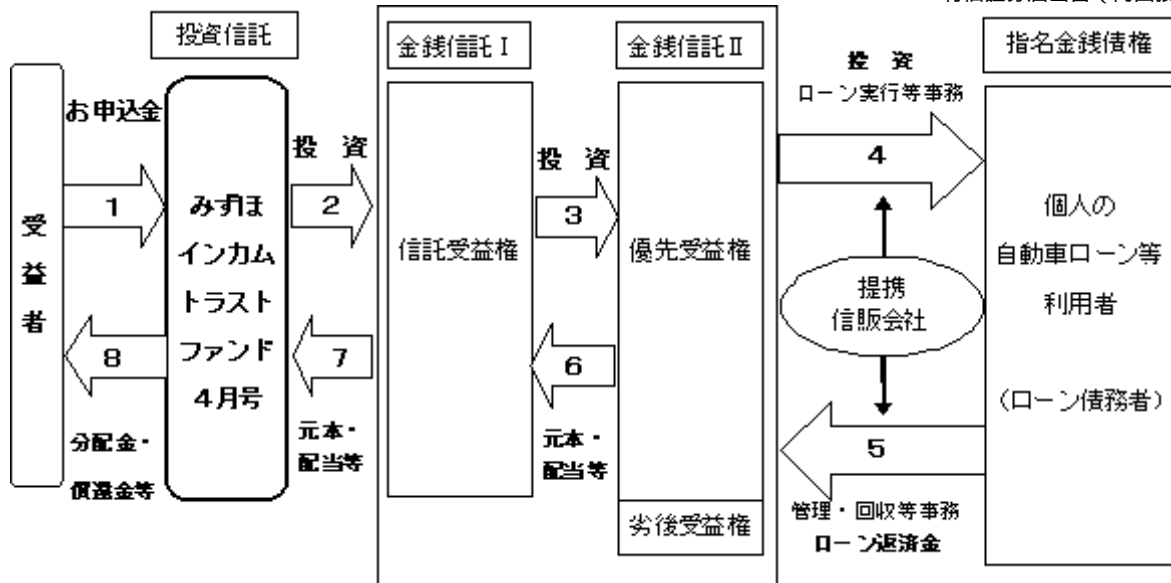 投資信託
金銭信託Ⅰ
金銭信託Ⅱ
指名金銭債権
お申込金
投 資
投 資
投 資
ローン実行等事務
1
2
3
4
受益者
みずほ
インカム
トラスト
ファンド
4月号
信託受益権
優先受益権
提携
信販会社
個人の
自動車ローン等
利用者
(ローン債務者)
8
7
6
5
分配金・
償還金等
元本・
配当等
元本・
配当等
管理・回収等事務
ローン返済金
劣後受益権